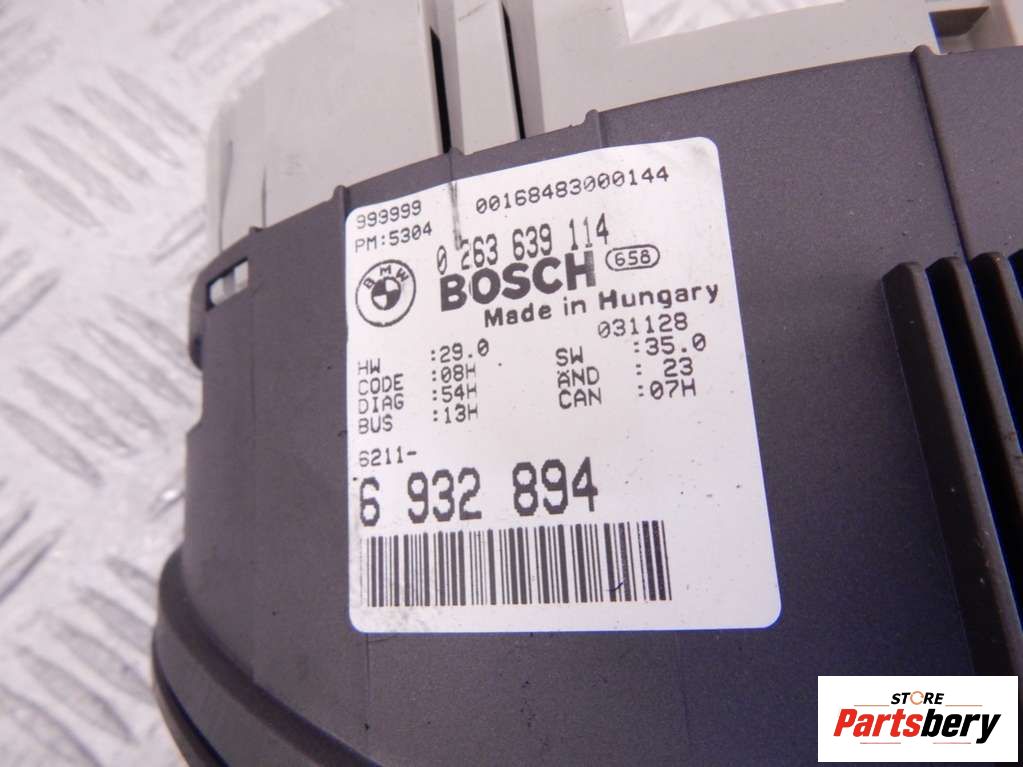 999999 00168483000144
PM:5304 0 263 639 114
BMW BOSCH 658
Made in Hungary
031128
HW :29.0 SW :35.0
CODE :08H ÄND : 23
DIAG :54H CAN :07H
BUS :13H
6211-
6 932 894
STORE
Partsbery